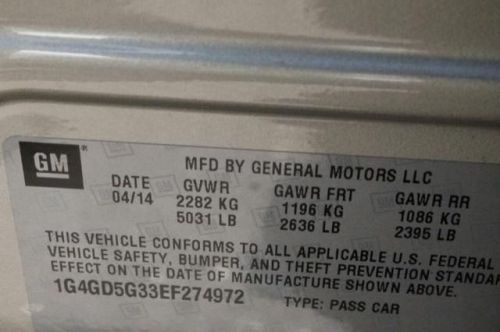 GM ® MFD BY GENERAL MOTORS LLC
DATE GVWR GAWR FRT GAWR RR
04/14 2282 KG 1196 KG 1086 KG
5031 LB 2636 LB 2395 LB
THIS VEHICLE CONFORMS TO ALL APPLICABLE U.S. FEDERAL
VEHICLE SAFETY, BUMPER, AND THEFT PREVENTION STANDA
EFFECT ON THE DATE OF MANUFACTURE SHOWN ABOVE.
1G4GD5G33EF274972 TYPE: PASS CAR